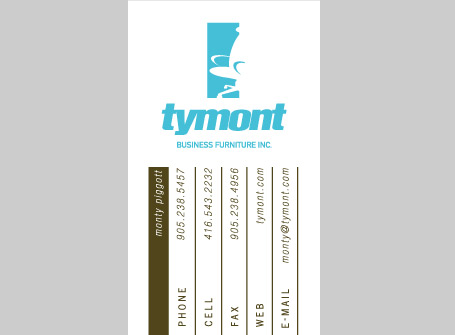 tymont
BUSINESS FURNITURE INC.
monty piggott
PHONE 905.238.5457
CELL 416.543.2232
FAX 905.238.4956
WEB tymont.com
E-MAIL monty@tymont.com